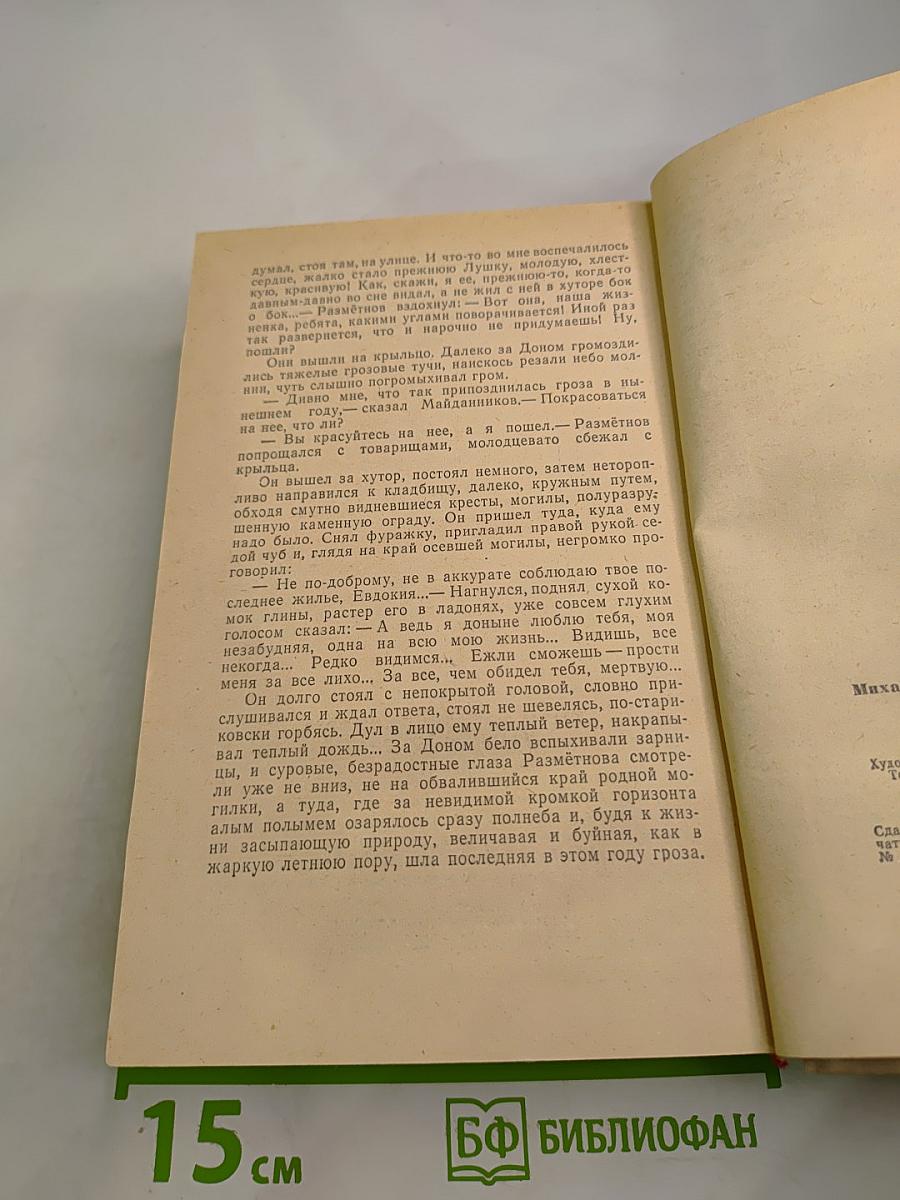 думал, стоя там, на улице. И что-то во мне воспечалилось
сердце, жалко стало прежнюю Лушку, молодую, хлест-
кую, красивую! Как, скажи, я ее, прежнюю-то, когда-то
давным-давно во сне видал, а не жил с ней в хуторе бок
о бок...— Размётнов вздохнул: — Вот она, наша жиз-
ненка, ребята, какими углами поворачивается! Иной раз
так развернется, что и нарочно не придумаешь! Ну,
пошли?
Они вышли на крыльцо. Далеко за Доном громозди-
лись тяжелые грозовые тучи, наискось резали небо мол-
нии, чуть слышно погромыхивал гром.
— Дивно мне, что так припозднилась гроза в ны-
нешнем году,— сказал Майданников.— Покрасоваться
на нее, что ли?
— Вы красуйтесь на нее, а я пошел.— Размётнов
попрощался с товарищами, молодцевато сбежал с
крыльца.
Он вышел за хутор, постоял немного, затем нетороп-
ливо направился к кладбищу, далеко, кружным путем,
обходя смутно видневшиеся кресты, могилы, полуразру-
шенную каменную ограду. Он пришел туда, куда ему
надо было. Снял фуражку, пригладил правой рукой се-
дой чуб и, глядя на край осевшей могилы, негромко про-
говорил:
— Не по-доброму, не в аккурате соблюдаю твое по-
следнее жилье, Евдокия...— Нагнулся, поднял сухой ко-
мок глины, растер его в ладонях, уже совсем глухим
голосом сказал: — А ведь я доныне люблю тебя, моя
незабудняя, одна на всю мою жизнь... Видишь, все
некогда... Редко видимся... Ежли сможешь — прости
меня за все лихо... За все, чем обидел тебя, мертвую...
Он долго стоял с непокрытой головой, словно при-
слушивался и ждал ответа, стоял не шевелясь, по-стари-
ковски горбясь. Дул в лицо ему теплый ветер, накрапы-
вал теплый дождь... За Доном бело вспыхивали зарни-
цы, и суровые, безрадостные глаза Размётнова смотре-
ли уже не вниз, не на обвалившийся край родной мо-
гилки, а туда, где за невидимой кромкой горизонта
алым полымем озарялось сразу полнеба и, будя к жиз-
ни засыпающую природу, величавая и буйная, как в
жаркую летнюю пору, шла последняя в этом году гроза.
Миха
Худо
Те
Сда
чат
№
15 см
БФ БИБЛИОФАН